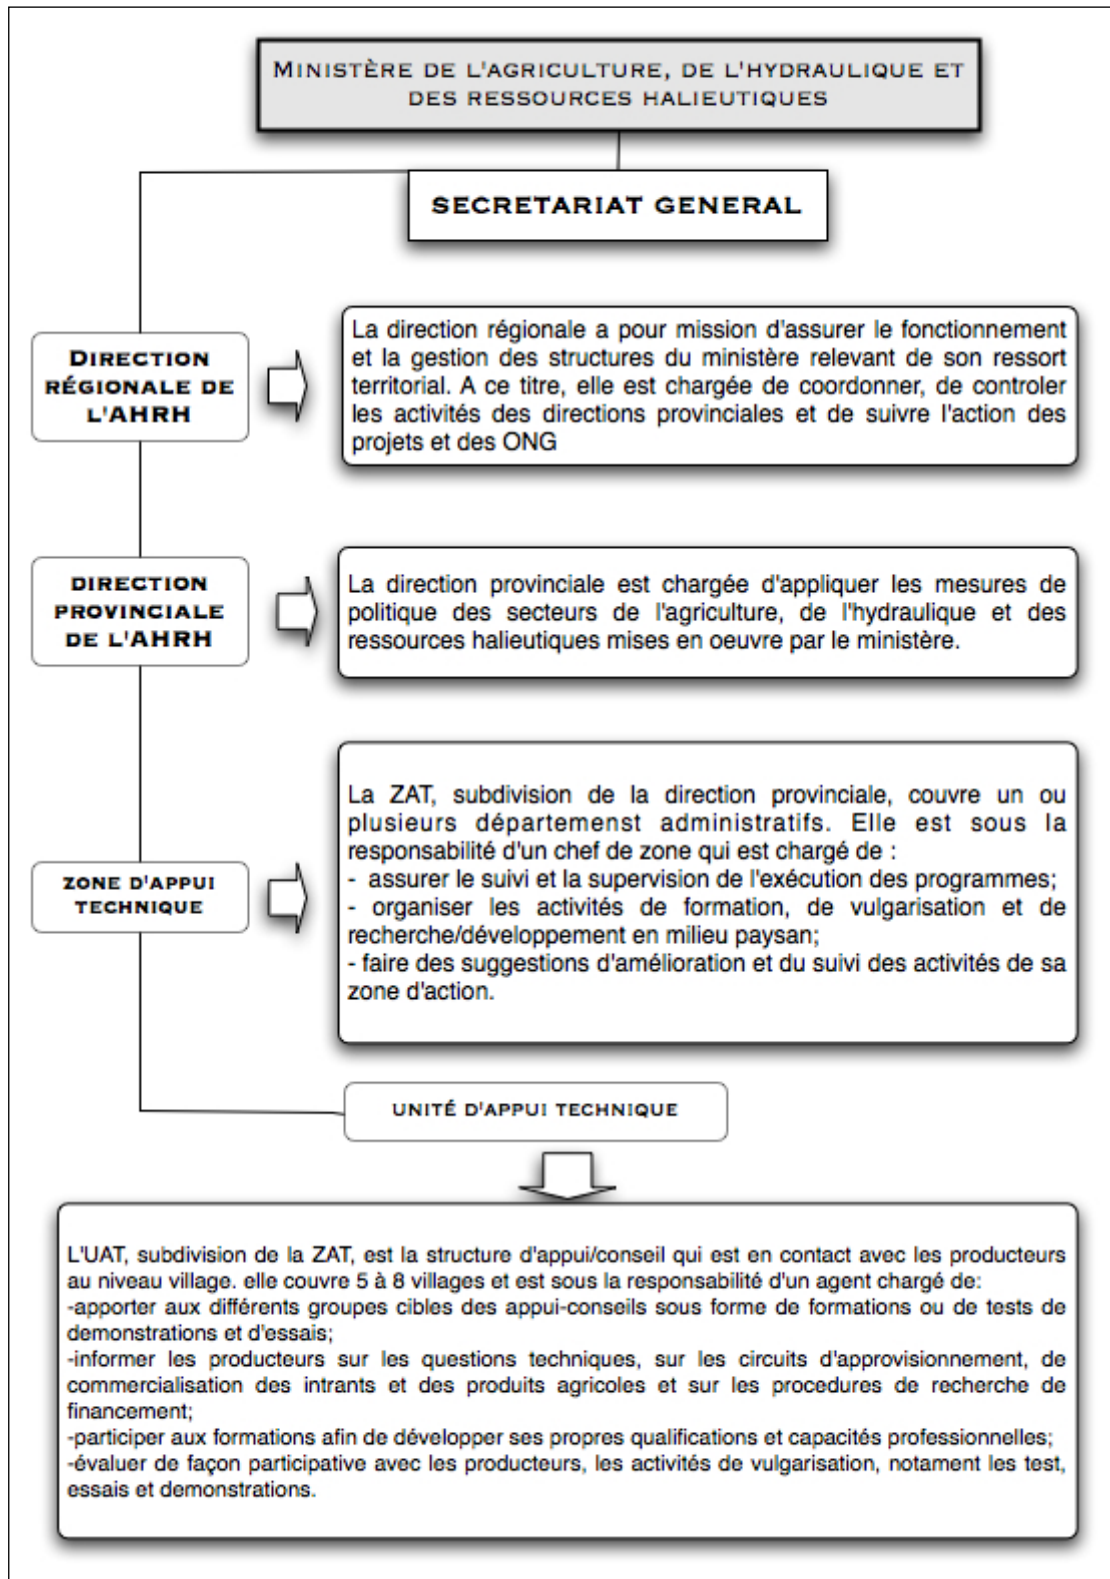 MINISTÈRE DE L'AGRICULTURE, DE L'HYDRAULIQUE ET
DES RESSOURCES HALIEUTIQUES
SECRETARIAT GENERAL
DIRECTION
RÉGIONALE DE
L'AHRH
La direction régionale a pour mission d'assurer le fonctionnement
et la gestion des structures du ministère relevant de son ressort
territorial. A ce titre, elle est chargée de coordonner, de controler
les activités des directions provinciales et de suivre l'action des
projets et des ONG
DIRECTION
PROVINCIALE
DE L'AHRH
La direction provinciale est chargée d'appliquer les mesures de
politique des secteurs de l'agriculture, de l'hydraulique et des
ressources halieutiques mises en oeuvre par le ministère.
ZONE D'APPUI
TECHNIQUE
La ZAT, subdivision de la direction provinciale, couvre un ou
plusieurs départemenst administratifs. Elle est sous la
responsabilité d'un chef de zone qui est chargé de :
- assurer le suivi et la supervision de l'exécution des programmes;
- organiser les activités de formation, de vulgarisation et de
recherche/développement en milieu paysan;
- faire des suggestions d'amélioration et du suivi des activités de sa
zone d'action.
UNITÉ D'APPUI TECHNIQUE
L'UAT, subdivision de la ZAT, est la structure d'appui/conseil qui est en contact avec les producteurs
au niveau village. elle couvre 5 à 8 villages et est sous la responsabilité d'un agent chargé de:
-apporter aux différents groupes cibles des appui-conseils sous forme de formations ou de tests de
demonstrations et d'essais;
-informer les producteurs sur les questions techniques, sur les circuits d'approvisionnement, de
commercialisation des intrants et des produits agricoles et sur les procedures de recherche de
financement;
-participer aux formations afin de développer ses propres qualifications et capacités professionnelles;
-évaluer de façon participative avec les producteurs, les activités de vulgarisation, notamment les test,
essais et demonstrations.